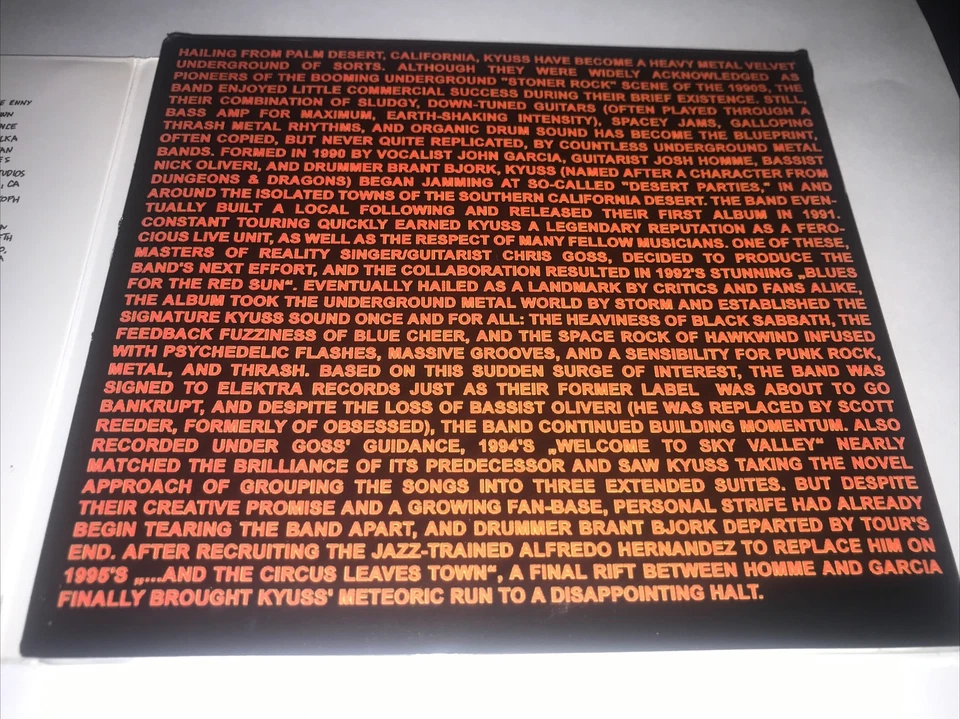 E ENNY
WN
NCE
LKA
AN
ES
TUDIOS
, CA
OPH
N
TH
D,
A
HAILING FROM PALM DESERT, CALIFORNIA, KYUSS HAVE BECOME A HEAVY METAL VELVET
UNDERGROUND OF SORTS. ALTHOUGH THEY WERE WIDELY ACKNOWLEDGED AS
PIONEERS OF THE BOOMING UNDERGROUND "STONER ROCK" SCENE OF THE 1990S, THE
BAND ENJOYED LITTLE COMMERCIAL SUCCESS DURING THEIR BRIEF EXISTENCE. STILL,
THEIR COMBINATION OF SLUDGY, DOWN-TUNED GUITARS (OFTEN PLAYED THROUGH A
BASS AMP FOR MAXIMUM, EARTH-SHAKING INTENSITY), SPACEY JAMS, GALLOPING
THRASH METAL RHYTHMS, AND ORGANIC DRUM SOUND HAS BECOME THE BLUEPRINT,
OFTEN COPIED, BUT NEVER QUITE REPLICATED, BY COUNTLESS UNDERGROUND METAL
BANDS. FORMED IN 1990 BY VOCALIST JOHN GARCIA, GUITARIST JOSH HOMME, BASSIST
NICK OLIVERI, AND DRUMMER BRANT BJORK, KYUSS (NAMED AFTER A CHARACTER FROM
DUNGEONS & DRAGONS) BEGAN JAMMING AT SO-CALLED "DESERT PARTIES," IN AND
AROUND THE ISOLATED TOWNS OF THE SOUTHERN CALIFORNIA DESERT. THE BAND EVEN-
TUALLY BUILT A LOCAL FOLLOWING AND RELEASED THEIR FIRST ALBUM IN 1991.
CONSTANT TOURING QUICKLY EARNED KYUSS A LEGENDARY REPUTATION AS A FERO-
CIOUS LIVE UNIT, AS WELL AS THE RESPECT OF MANY FELLOW MUSICIANS. ONE OF THESE,
MASTERS OF REALITY SINGER/GUITARIST CHRIS GOSS, DECIDED TO PRODUCE THE
BAND'S NEXT EFFORT, AND THE COLLABORATION RESULTED IN 1992'S STUNNING „BLUES
FOR THE RED SUN“. EVENTUALLY HAILED AS A LANDMARK BY CRITICS AND FANS ALIKE,
THE ALBUM TOOK THE UNDERGROUND METAL WORLD BY STORM AND ESTABLISHED THE
SIGNATURE KYUSS SOUND ONCE AND FOR ALL: THE HEAVINESS OF BLACK SABBATH, THE
FEEDBACK FUZZINESS OF BLUE CHEER, AND THE SPACE ROCK OF HAWKWIND INFUSED
WITH PSYCHEDELIC FLASHES, MASSIVE GROOVES, AND A SENSIBILITY FOR PUNK ROCK,
METAL, AND THRASH. BASED ON THIS SUDDEN SURGE OF INTEREST, THE BAND WAS
SIGNED TO ELEKTRA RECORDS JUST AS THEIR FORMER LABEL WAS ABOUT TO GO
BANKRUPT, AND DESPITE THE LOSS OF BASSIST OLIVERI (HE WAS REPLACED BY SCOTT
REEDER, FORMERLY OF OBSESSED), THE BAND CONTINUED BUILDING MOMENTUM. ALSO
RECORDED UNDER GOSS' GUIDANCE, 1994'S „WELCOME TO SKY VALLEY“ NEARLY
MATCHED THE BRILLIANCE OF ITS PREDECESSOR AND SAW KYUSS TAKING THE NOVEL
APPROACH OF GROUPING THE SONGS INTO THREE EXTENDED SUITES. BUT DESPITE
THEIR CREATIVE PROMISE AND A GROWING FAN-BASE, PERSONAL STRIFE HAD ALREADY
BEGIN TEARING THE BAND APART, AND DRUMMER BRANT BJORK DEPARTED BY TOUR'S
END. AFTER RECRUITING THE JAZZ-TRAINED ALFREDO HERNANDEZ TO REPLACE HIM ON
1995'S „...AND THE CIRCUS LEAVES TOWN“, A FINAL RIFT BETWEEN HOMME AND GARCIA
FINALLY BROUGHT KYUSS' METEORIC RUN TO A DISAPPOINTING HALT.